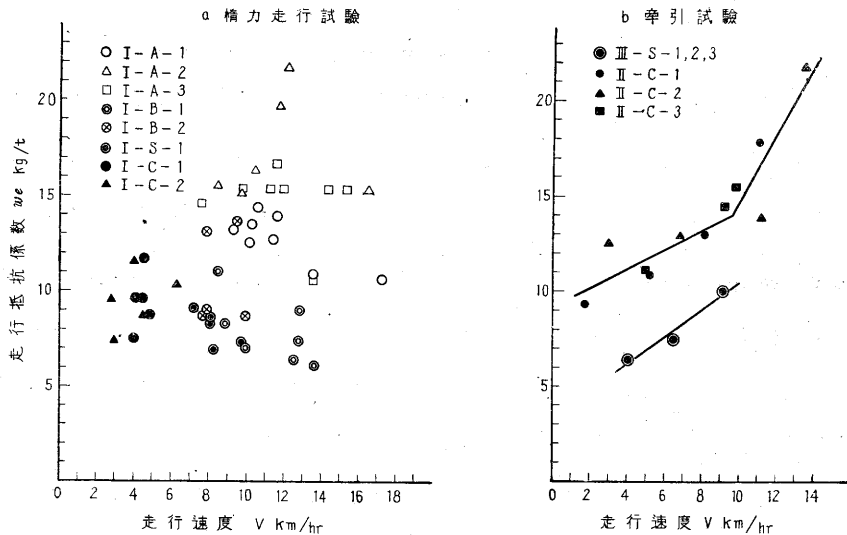 a 惰力走行試驗
b 牽引試驗
I-A-1
I-A-2
I-A-3
I-B-1
I-B-2
I-S-1
I-C-1
I-C-2
III-S-1,2,3
II-C-1
II-C-2
II-C-3
走行抵抗係数 we kg/t
20
15
10
5
0 2 4 6 8 10 12 14 16 18
走行速度 V km/hr
20
15
10
5
0 2 4 6 8 10 12 14
走行速度 V km/hr